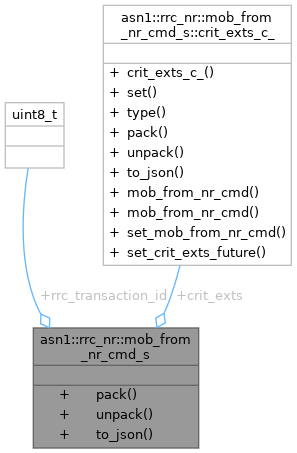 asn1::rrc_nr::mob_from
_nr_cmd_s::crit_exts_c_
+ crit_exts_c_()
+ set()
+ type()
+ pack()
+ unpack()
+ to_json()
+ mob_from_nr_cmd()
+ mob_from_nr_cmd()
+ set_mob_from_nr_cmd()
+ set_crit_exts_future()
uint8_t
+rrc_transaction_id
+crit_exts
asn1::rrc_nr::mob_from
_nr_cmd_s
+ pack()
+ unpack()
+ to_json()